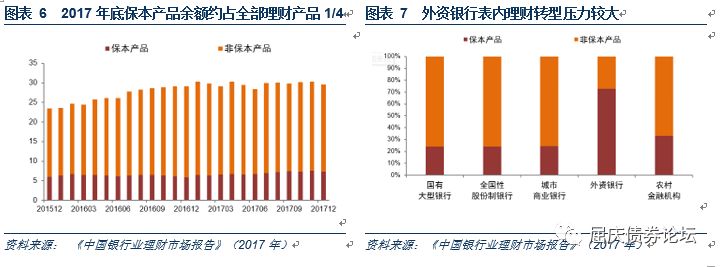 图表 6 2017 年底保本产品余额约占全部理财产品 1/4
■保本产品 ■非保本产品
35
30
25
20
15
10
5
0
201512 201603 201606 201609 201612 201703 201706 201709 201712
资料来源： 《中国银行业理财市场报告》（2017 年）
图表 7 外资银行表内理财转型压力较大
■保本产品 ■非保本产品
100%
90%
80%
70%
60%
50%
40%
30%
20%
10%
0%
国有 全国性 城市 外资银行 农村
大型银行 股份制银行 商业银行 金融机构
资料来源： 《中国银行业理财市场报告》（2017 年）
屈庆债券论坛